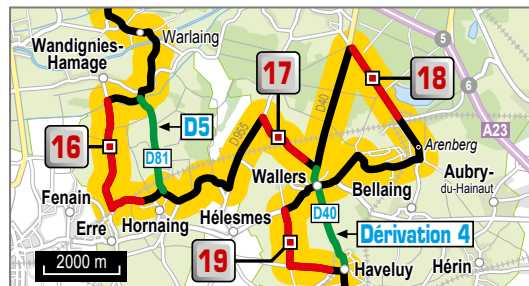 Warlaing
Wandignies-
Hamage
17
18
5
6
D5
D40
D955
A23
16
D81
Arenberg
Wallers
Aubry-
du-Hainaut
Bellaing
Fenain
Hornaing
Hélesmes
D40
Dérivation 4
Erre
19
2000 m
Haveluy
Hérin